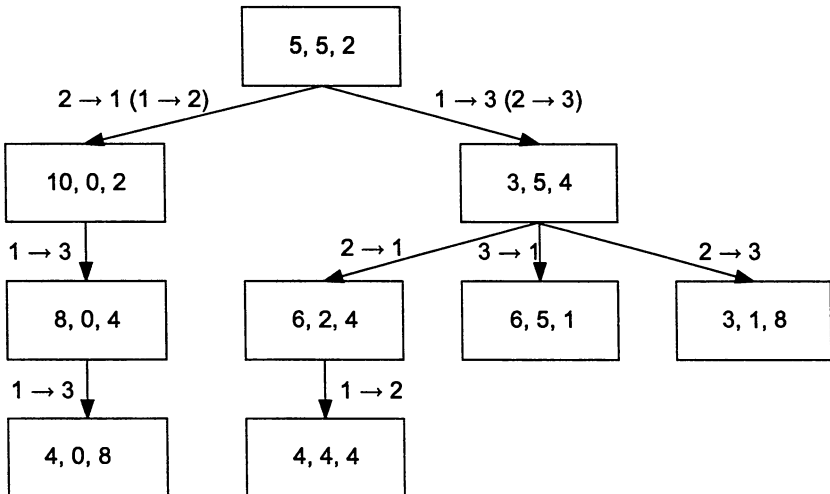 5, 5, 2
2 → 1 (1 → 2)
1 → 3 (2 → 3)
10, 0, 2
3, 5, 4
1 → 3
2 → 1
3 → 1
2 → 3
8, 0, 4
6, 2, 4
6, 5, 1
3, 1, 8
1 → 3
1 → 2
4, 0, 8
4, 4, 4